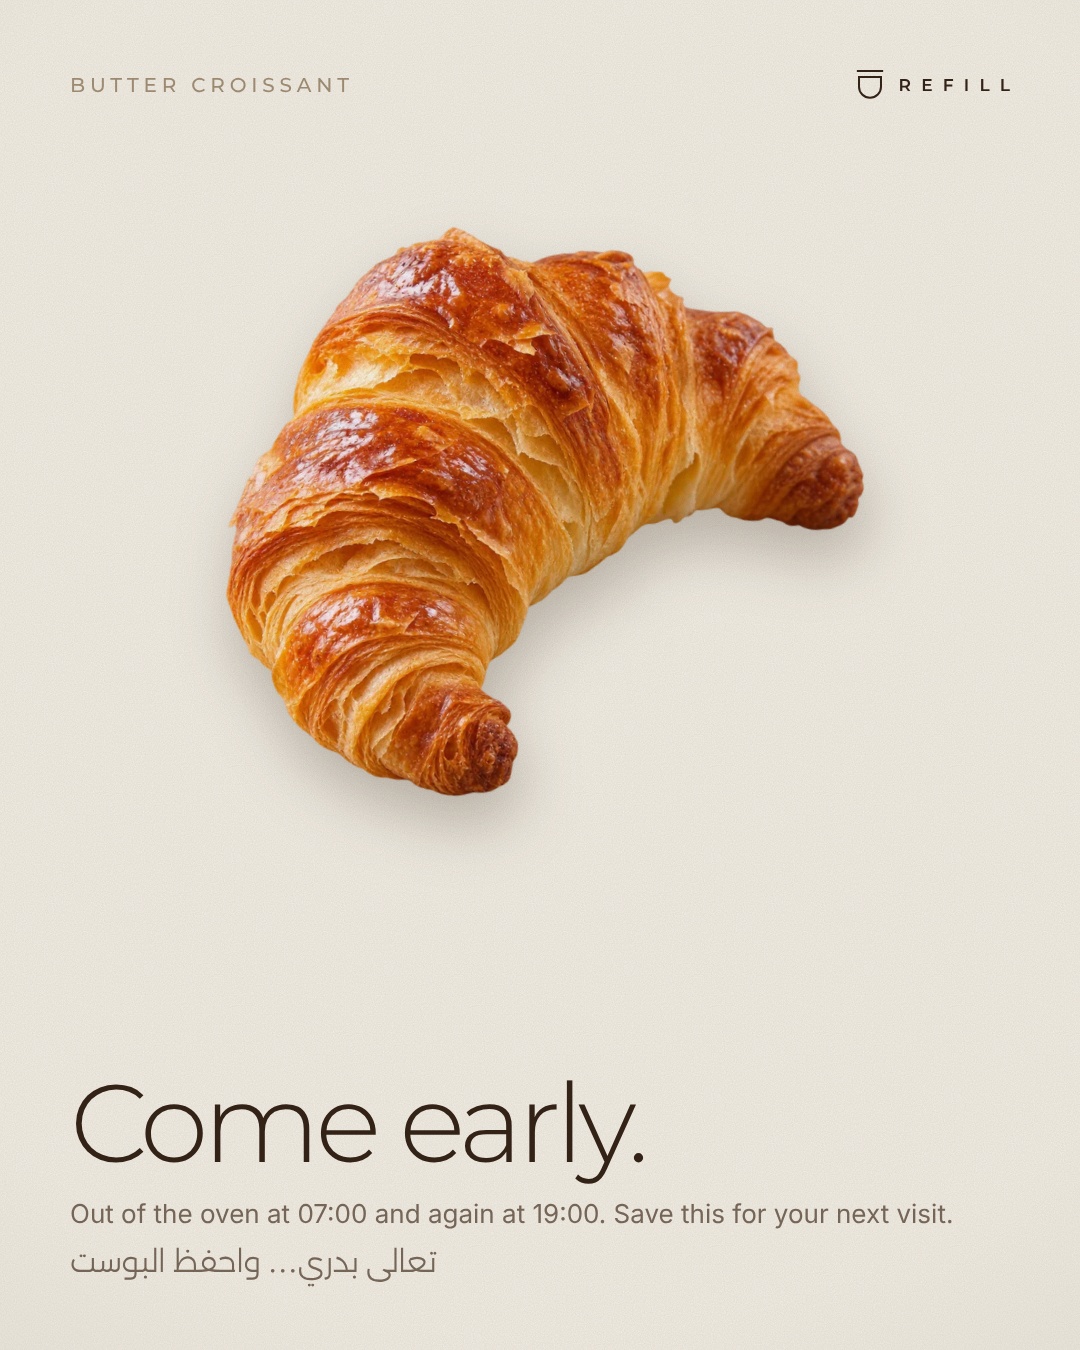 BUTTER CROISSANT
REFILL
Come early.
Out of the oven at 07:00 and again at 19:00. Save this for your next visit.
تعالى بدري... واحفظ البوست